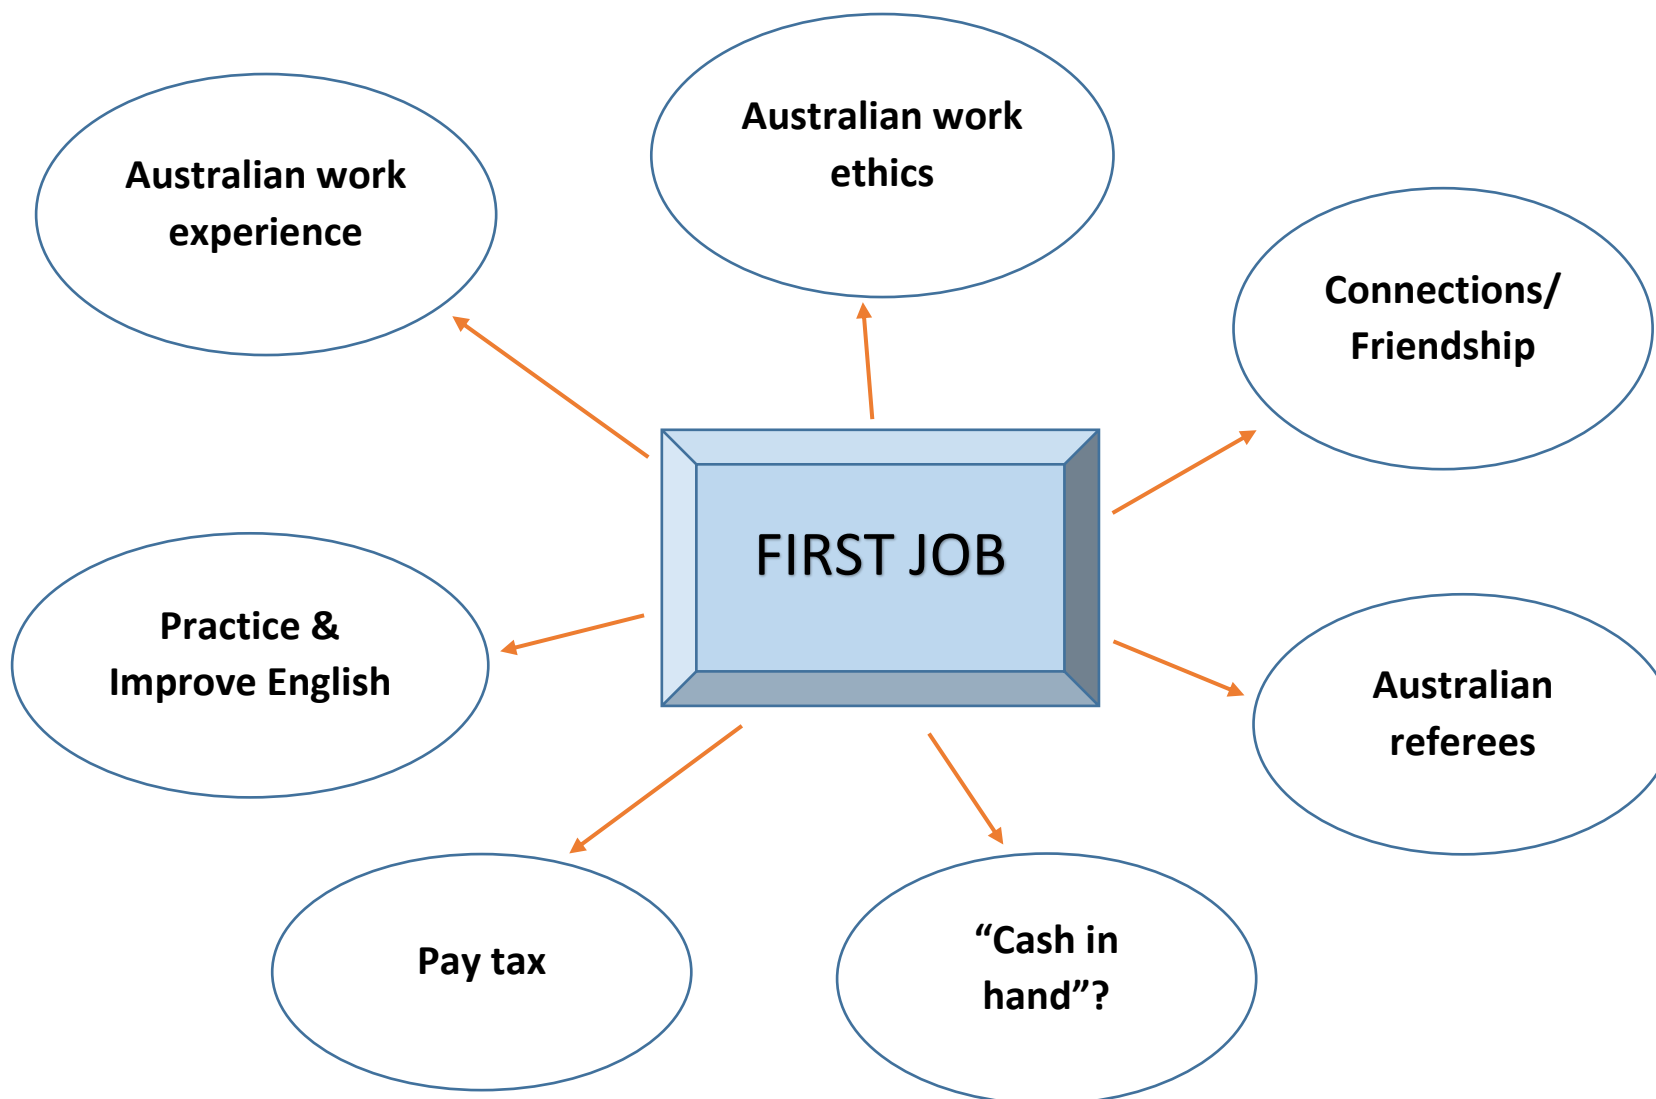 Australian work
ethics
Australian work
experience
Connections/
Friendship
FIRST JOB
Practice &
Improve English
Australian
referees
Pay tax
“Cash in
hand”?